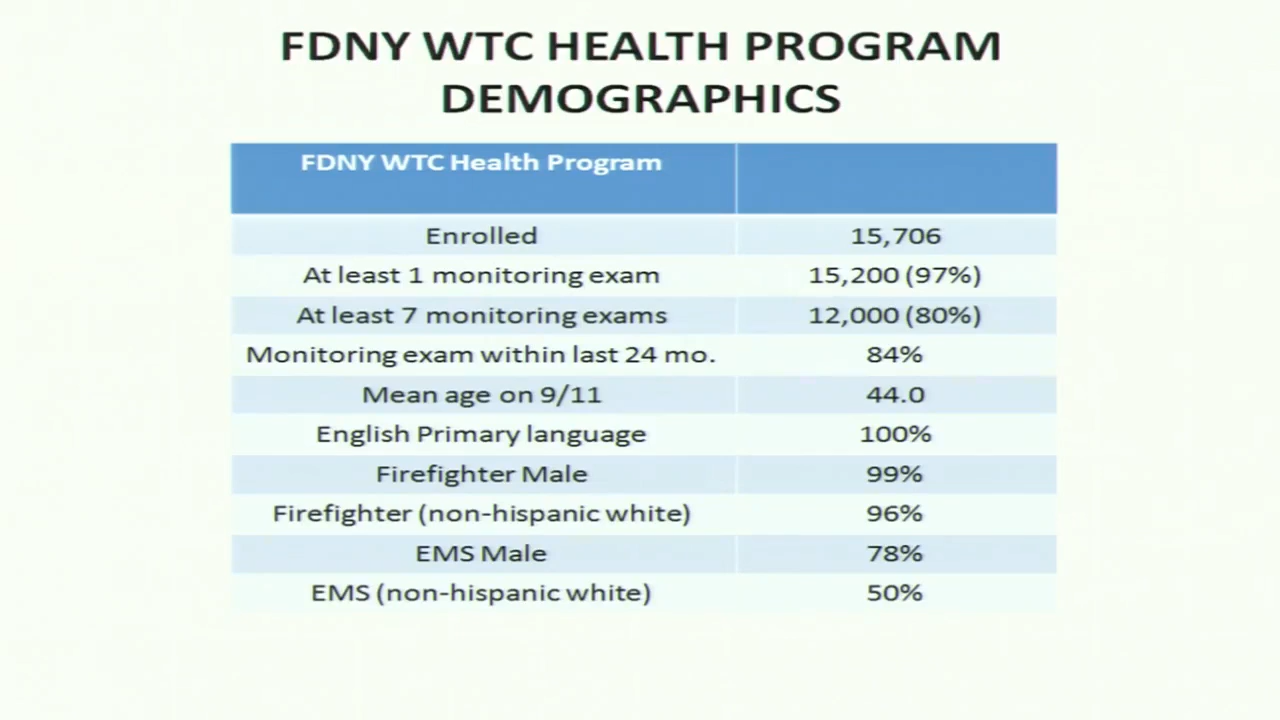 FDNY WTC HEALTH PROGRAM
DEMOGRAPHICS
FDNY WTC Health Program
Enrolled 15,706
At least 1 monitoring exam 15,200 (97%)
At least 7 monitoring exams 12,000 (80%)
Monitoring exam within last 24 mo. 84%
Mean age on 9/11 44.0
English Primary language 100%
Firefighter Male 99%
Firefighter (non-hispanic white) 96%
EMS Male 78%
EMS (non-hispanic white) 50%